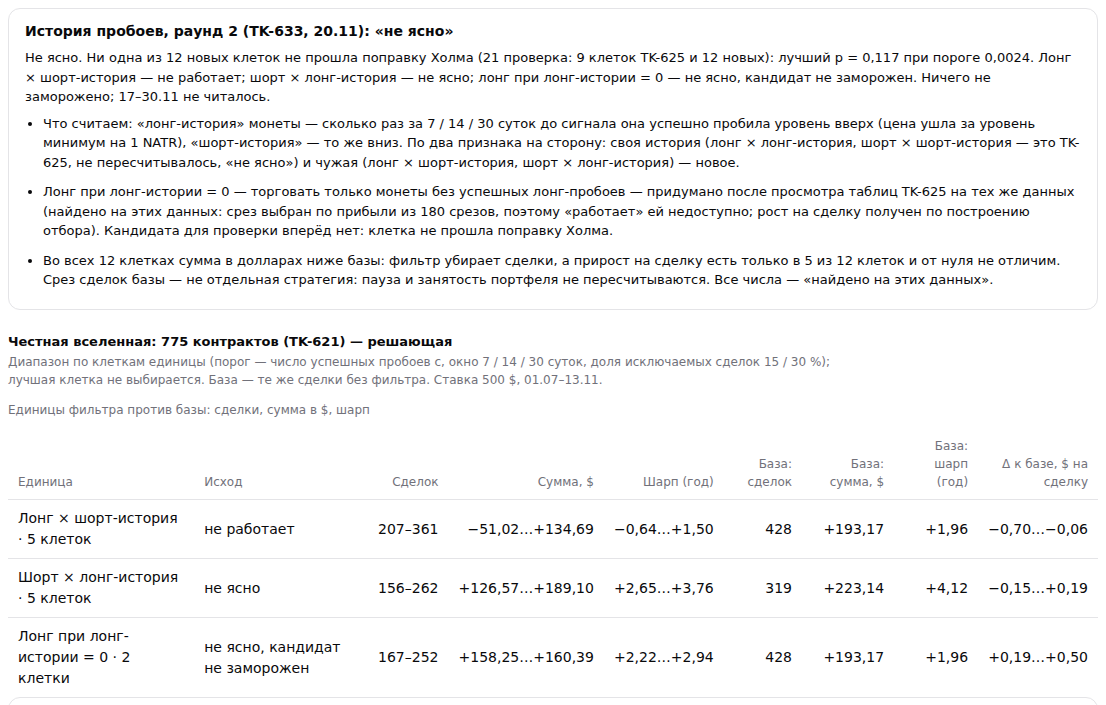 История пробоев, раунд 2 (TK-633, 20.11): «не ясно»
Не ясно. Ни одна из 12 новых клеток не прошла поправку Холма (21 проверка: 9 клеток TK-625 и 12 новых): лучший p = 0,117 при пороге 0,0024. Лонг
× шорт-история — не работает; шорт × лонг-история — не ясно; лонг при лонг-истории = 0 — не ясно, кандидат не заморожен. Ничего не
заморожено; 17–30.11 не читалось.
• Что считаем: «лонг-история» монеты — сколько раз за 7 / 14 / 30 суток до сигнала она успешно пробила уровень вверх (цена ушла за уровень
минимум на 1 NATR), «шорт-история» — то же вниз. По два признака на сторону: своя история (лонг × лонг-история, шорт × шорт-история — это TK-
625, не пересчитывалось, «не ясно») и чужая (лонг × шорт-история, шорт × лонг-история) — новое.
• Лонг при лонг-истории = 0 — торговать только монеты без успешных лонг-пробоев — придумано после просмотра таблиц TK-625 на тех же данных
(найдено на этих данных: срез выбран по прибыли из 180 срезов, поэтому «работает» ей недоступно; рост на сделку получен по построению
отбора). Кандидата для проверки вперёд нет: клетка не прошла поправку Холма.
• Во всех 12 клетках сумма в долларах ниже базы: фильтр убирает сделки, а прирост на сделку есть только в 5 из 12 клеток и от нуля не отличим.
Срез сделок базы — не отдельная стратегия: пауза и занятость портфеля не пересчитываются. Все числа — «найдено на этих данных».
Честная вселенная: 775 контрактов (TK-621) — решающая
Диапазон по клеткам единицы (порог — число успешных пробоев c, окно 7 / 14 / 30 суток, доля исключаемых сделок 15 / 30 %);
лучшая клетка не выбирается. База — те же сделки без фильтра. Ставка 500 $, 01.07–13.11.
Единицы фильтра против базы: сделки, сумма в $, шарп
Единица Исход Сделок Сумма, $ Шарп (год) База: сделок База: сумма, $ База: шарп (год) Δ к базе, $ на сделку
Лонг × шорт-история · 5 клеток не работает 207–361 −51,02…+134,69 −0,64…+1,50 428 +193,17 +1,96 −0,70…−0,06
Шорт × лонг-история · 5 клеток не ясно 156–262 +126,57…+189,10 +2,65…+3,76 319 +223,14 +4,12 −0,15…+0,19
Лонг при лонг-истории = 0 · 2 клетки не ясно, кандидат не заморожен 167–252 +158,25…+160,39 +2,22…+2,94 428 +193,17 +1,96 +0,19…+0,50